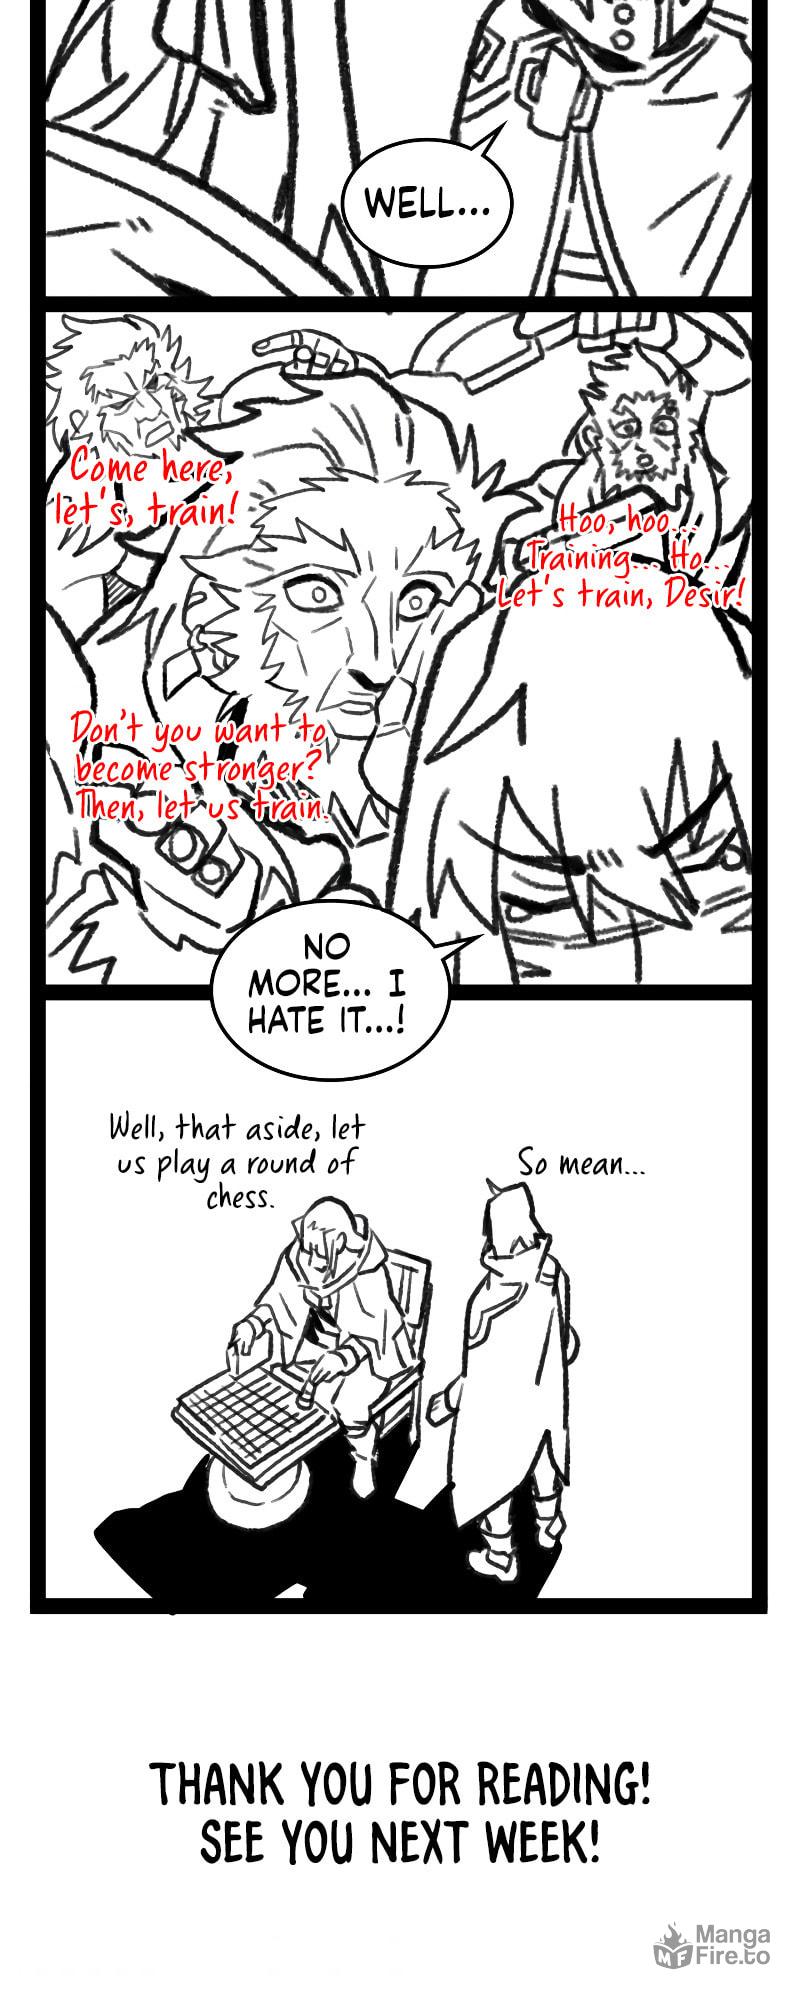 WELL...
Come here,
let's, train!
Hoo, hoo...
Training... Ho...
Let's train, Desir!
Don't you want to
become stronger?
Then, let us train.
NO
MORE... I
HATE IT...!
Well, that aside, let
us play a round of
chess.
So mean...
THANK YOU FOR READING!
SEE YOU NEXT WEEK!
Manga
MF Fire.to